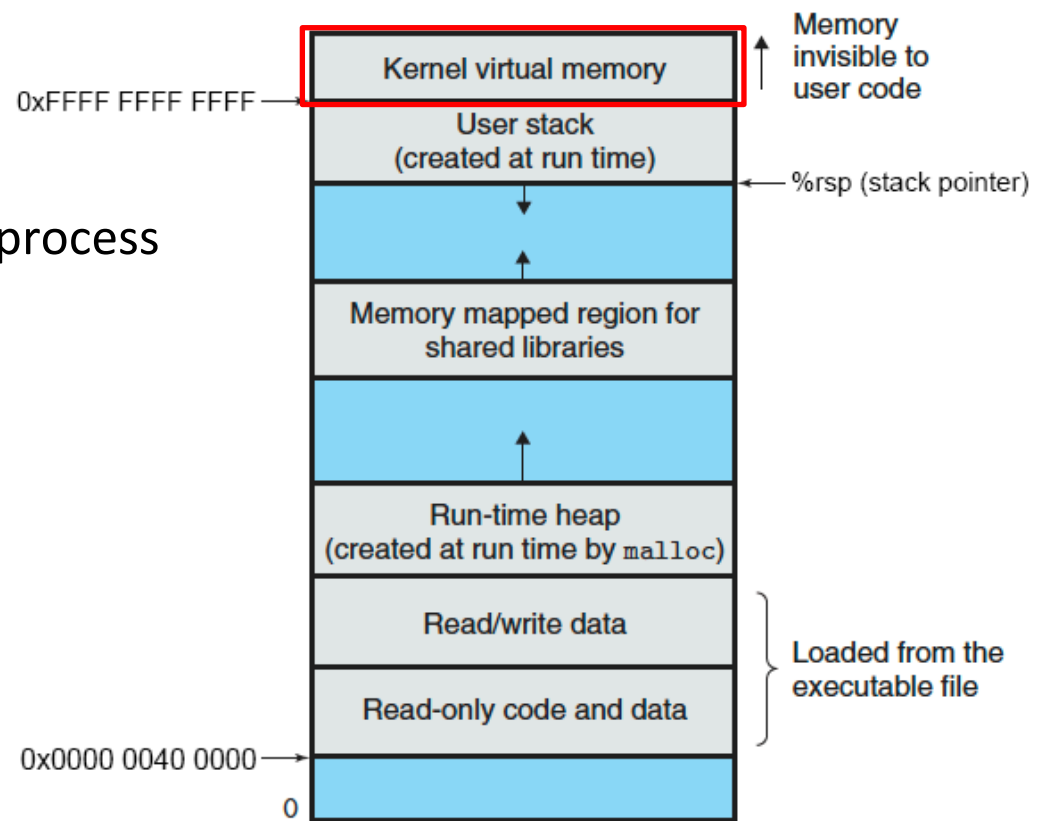 Memory
invisible to
user code
Kernel virtual memory
0xFFFF FFFF FFFF
User stack
(created at run time)
%rsp (stack pointer)
process
Memory mapped region for
shared libraries
Run-time heap
(created at run time by malloc)
Read/write data
Loaded from the
executable file
Read-only code and data
0x0000 0040 0000
0